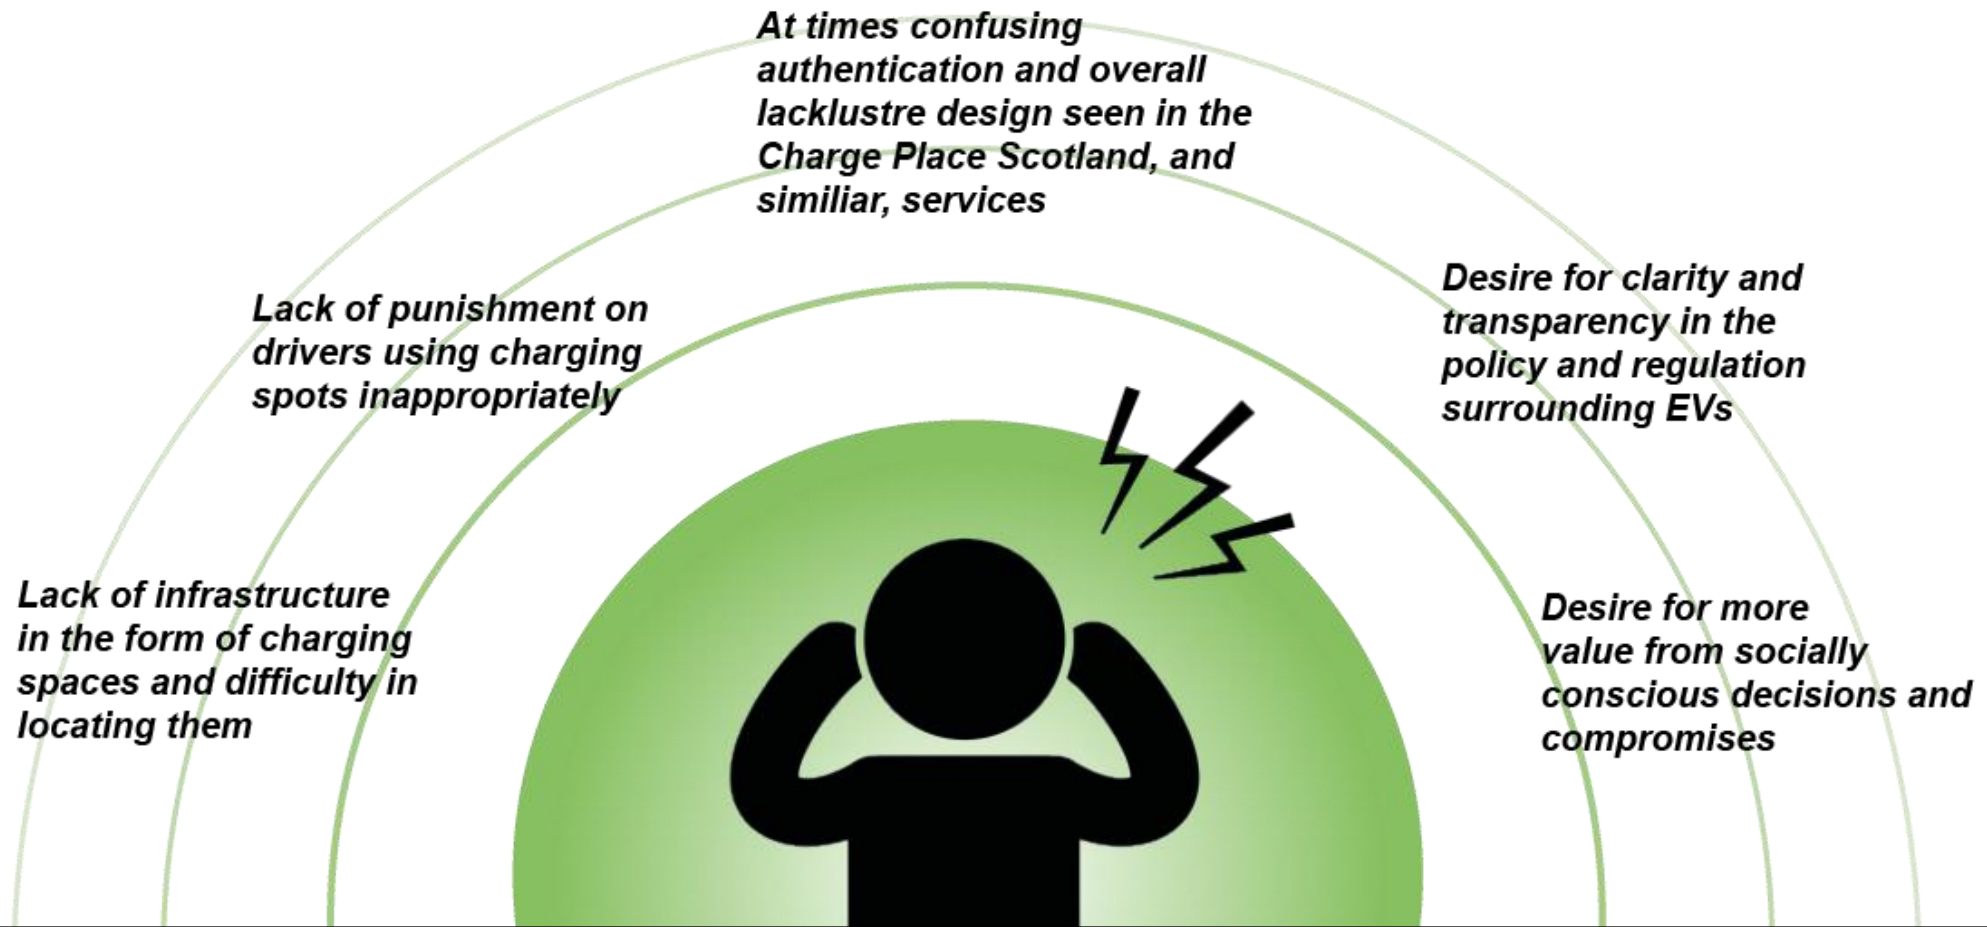 At times confusing
authentication and overall
lacklustre design seen in the
Charge Place Scotland, and
similiar, services
Lack of punishment on
drivers using charging
spots inappropriately
Desire for clarity and
transparency in the
policy and regulation
surrounding EVs
Lack of infrastructure
in the form of charging
spaces and difficulty in
locating them
Desire for more
value from socially
conscious decisions and
compromises